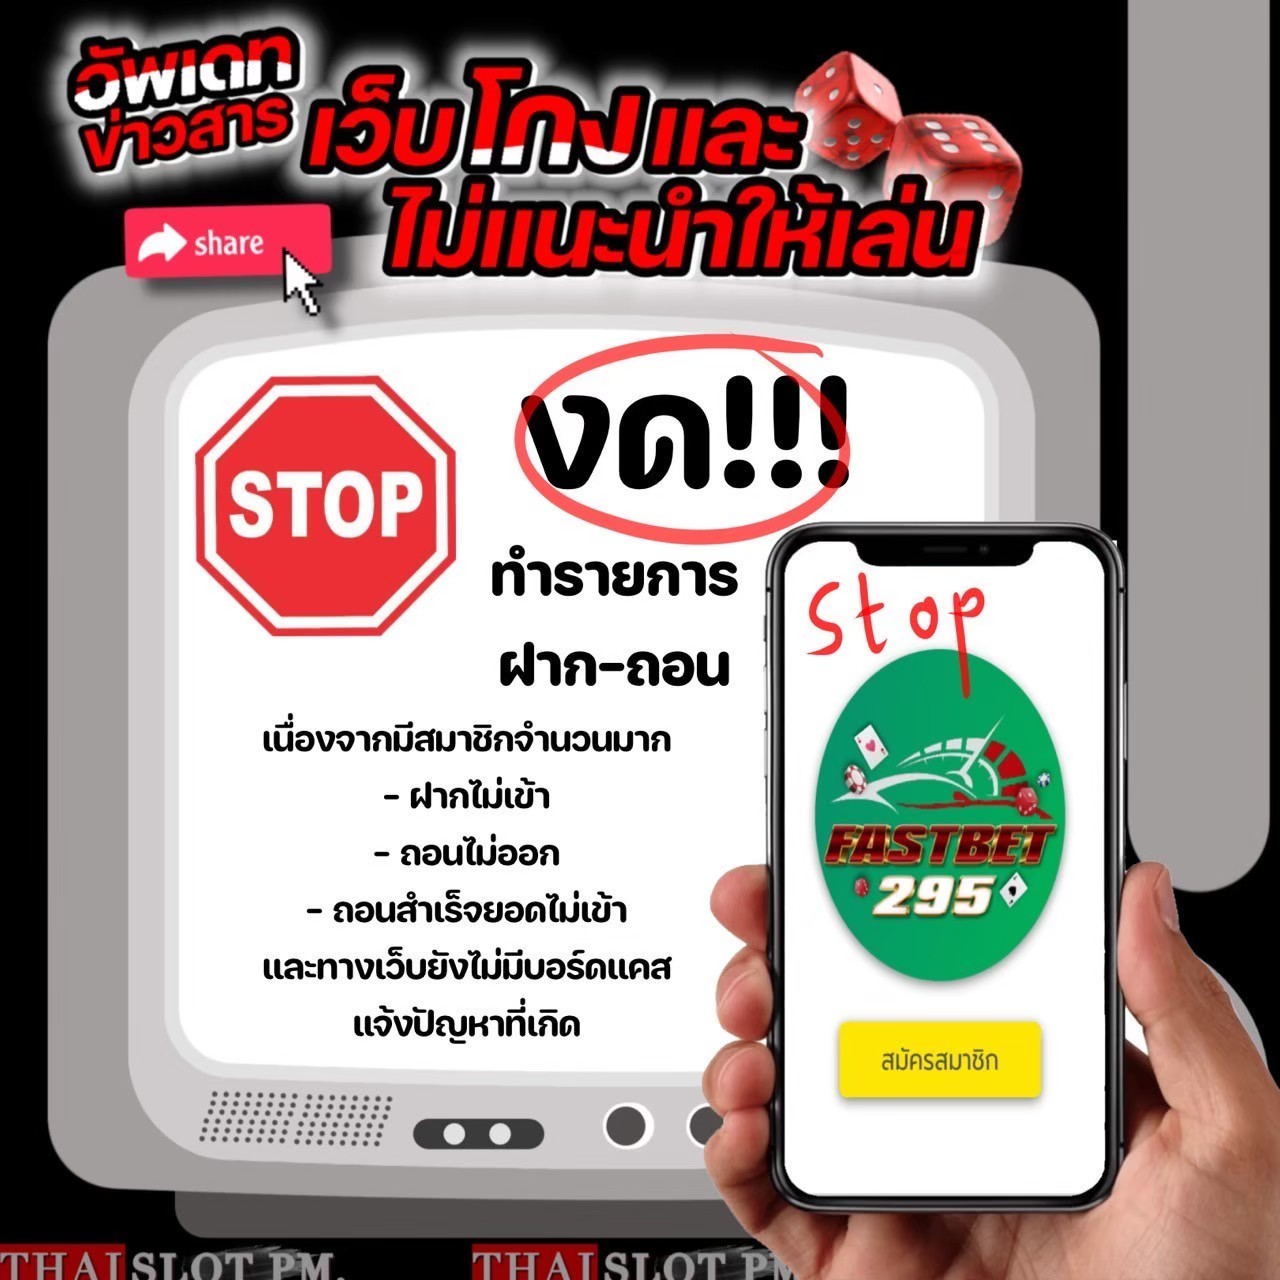 อัพเดท
ข่าวสาร
เว็บโกงและ
ไม่แนะนำให้เล่น
share
STOP
งด!!!
ทำรายการ
ฝาก-ถอน
เนื่องจากมีสมาชิกจำนวนมาก
- ฝากไม่เข้า
- ถอนไม่ออก
- ถอนสำเร็จยอดไม่เข้า
และทางเว็บยังไม่มีบอร์ดแคส
แจ้งปัญหาที่เกิด
Stop
FASTBET
295
สมัครสมาชิก
THAI SLOT PM.
THAI SLOT PM